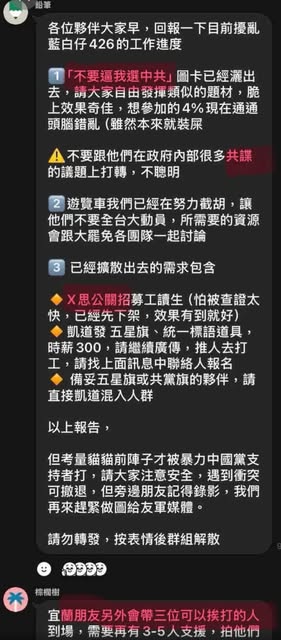 鉛筆
各位夥伴大家早，回報一下目前擾亂
藍白仔426的工作進度
1 「不要逼我選中共」圖卡已經灑出
去，請大家自由發揮類似的題材，脆
上效果奇佳，想參加的4%現在通通
頭腦錯亂（雖然本來就裝屎
⚠️不要跟他們在政府內部很多共諜
的議題上打轉，不聰明
2 遊覽車我們已經在努力截胡，讓
他們不要全台大動員，所需要的資源
會跟大罷免各團隊一起討論
3 已經擴散出去的需求包含
🔸X思公關招募工讀生（怕被查證太
快，已經先下架，效果有到就好）
🔸凱道發 五星旗、統一標語道具，
時薪300，請繼續廣傳，推人去打
工，請找上面訊息中聯絡人報名
🔸 備妥五星旗或共黨旗的夥伴，請
直接凱道混入人群
以上報告，
但考量貓貓前陣子才被暴力中國黨支
持者打，請大家注意安全，遇到衝突
可撤退，但旁邊朋友記得錄影，我們
再來趕緊做圖給友軍媒體。
請勿轉發，按表情後群組解散
棕櫚樹
宜蘭朋友另外會帶三位可以挨打的人
到場，需要再有3-5人支援，拍他們